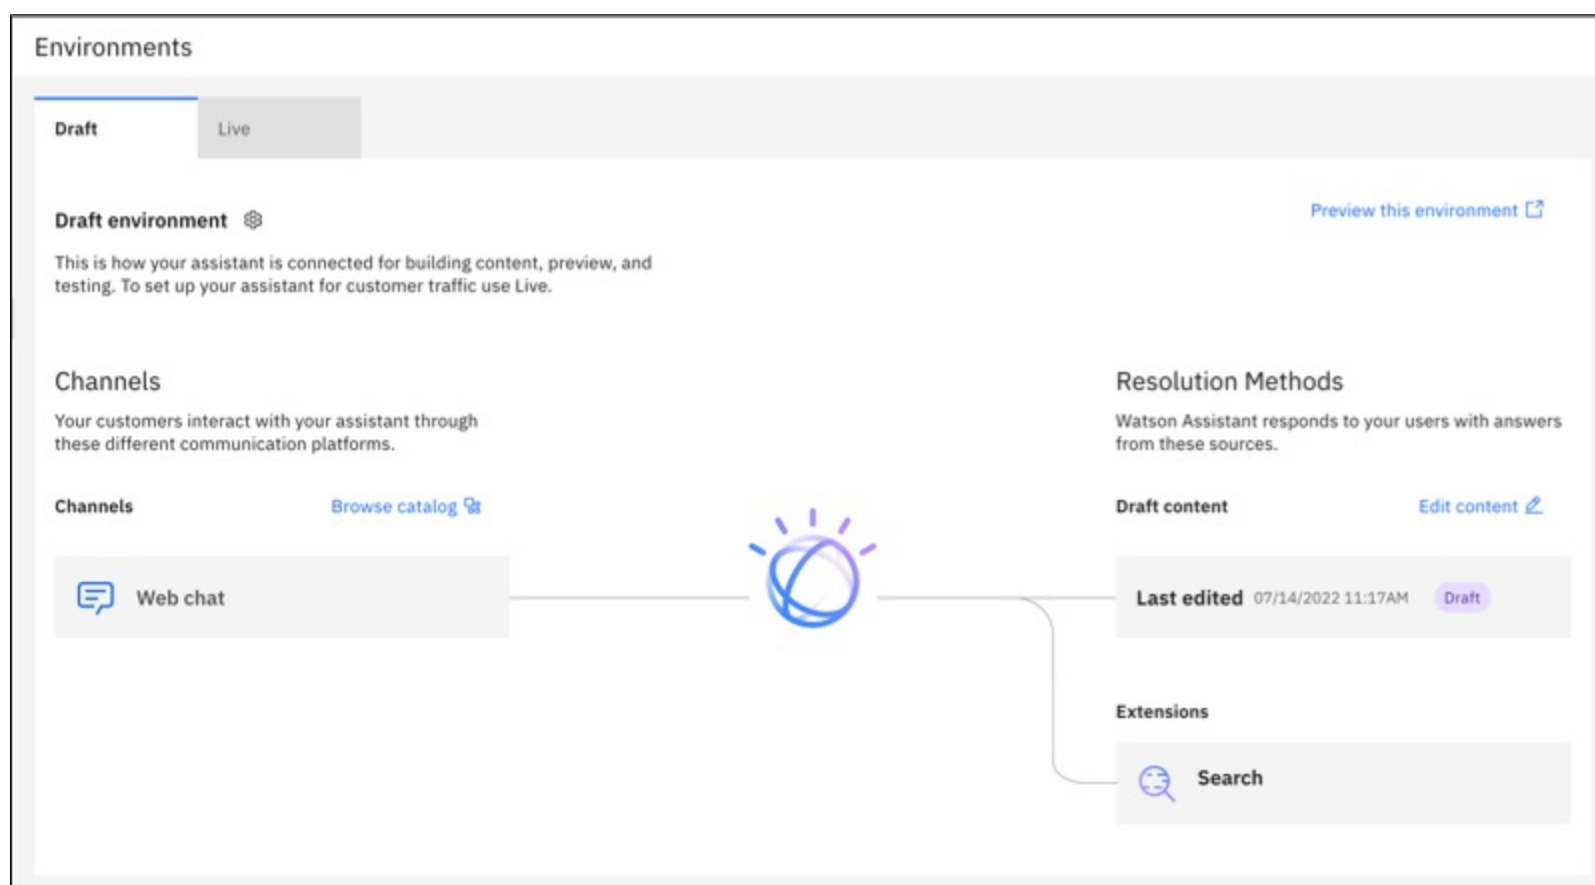 Environments
Draft
Live
Draft environment
Preview this environment
This is how your assistant is connected for building content, preview, and
testing. To set up your assistant for customer traffic use Live.
Channels
Your customers interact with your assistant through
these different communication platforms.
Channels
Browse catalog
Web chat
Resolution Methods
Watson Assistant responds to your users with answers
from these sources.
Draft content
Edit content
Last edited 07/14/2022 11:17AM Draft
Extensions
Search